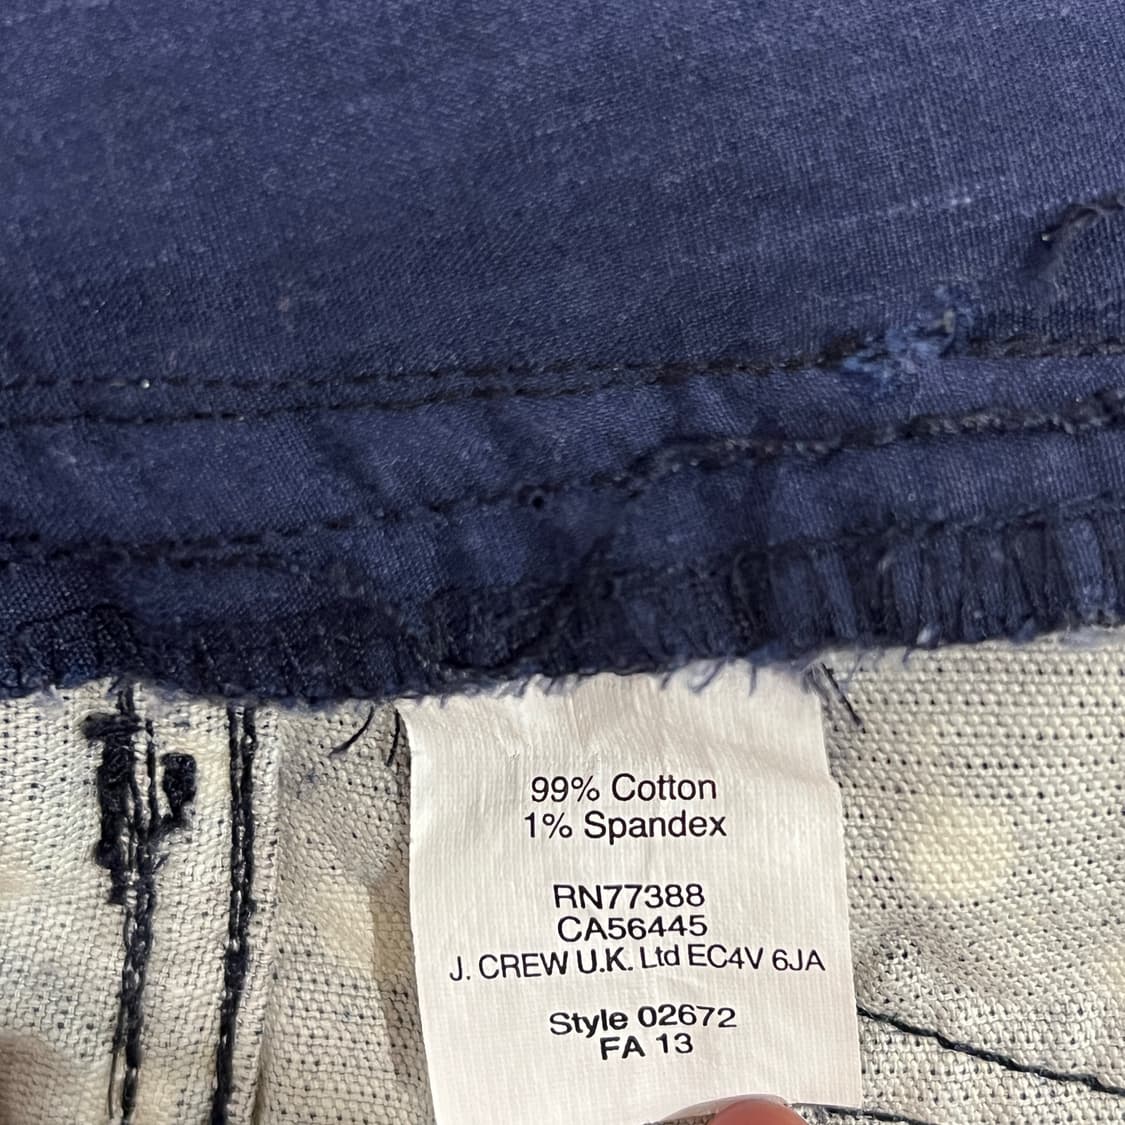 99% Cotton
1% Spandex
RN77388
CA56445
J. CREW U.K. Ltd EC4V 6JA
Style 02672
FA 13